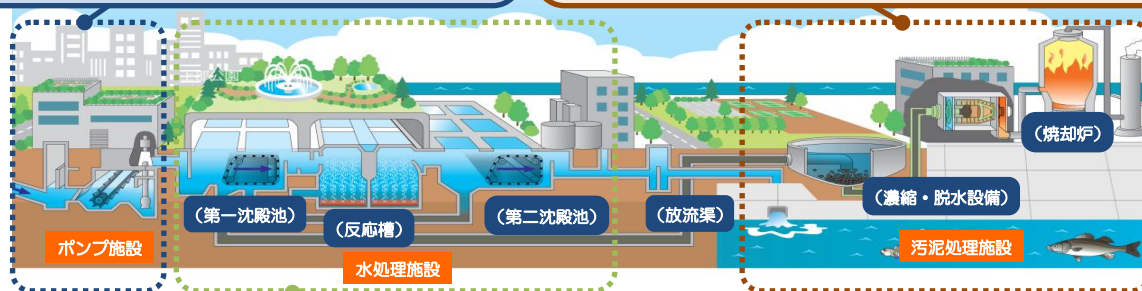 (第一沈殿池)
(反応槽)
(第二沈殿池)
(放流渠)
(濃縮・脱水設備)
(焼却炉)
ポンプ施設
水処理施設
汚泥処理施設